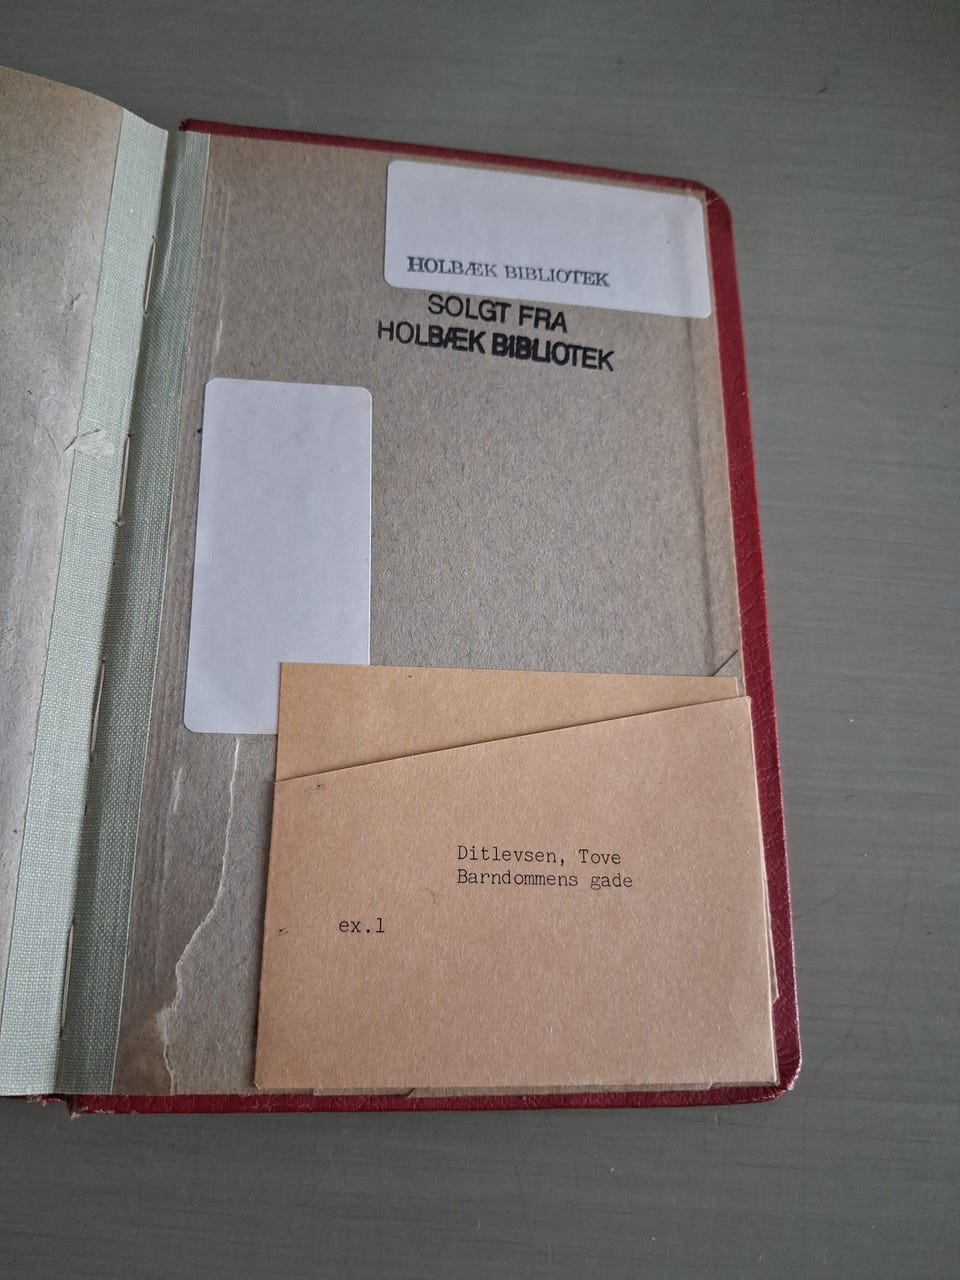 HOLBÆK BIBLIOTEK
SOLGT FRA
HOLBÆK BIBLIOTEK
Ditlevsen, Tove
Barndommens gade
ex.1